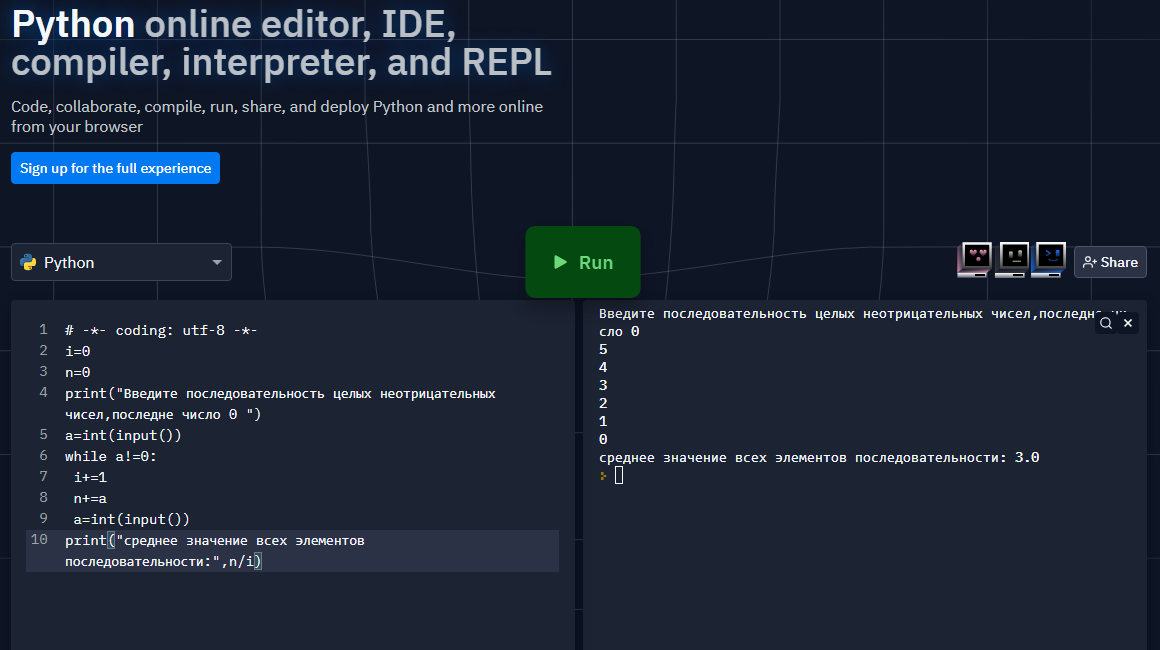 Python online editor, IDE,
compiler, interpreter, and REPL
Code, collaborate, compile, run, share, and deploy Python and more online
from your browser
Sign up for the full experience
Python
Run
Share
1 # -*- coding: utf-8 -*-
2 i=0
3 n=0
4 print("Введите последовательность целых неотрицательных
чисел,последне число 0 ")
5 a=int(input())
6 while a!=0:
7 i+=1
8 n+=a
9 a=int(input())
10 print("среднее значение всех элементов
последовательности:",n/i)
Введите последовательность целых неотрицательных чисел,последне
сло 0
5
4
3
2
1
0
среднее значение всех элементов последовательности: 3.0